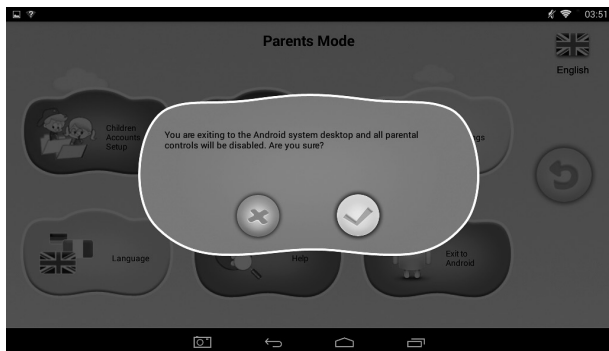 03:51
Parents Mode
English
Children
Accounts
Setup
gs
You are exiting to the Android system desktop and all parental
controls will be disabled. Are you sure?
Language
Help
Exit to
Android